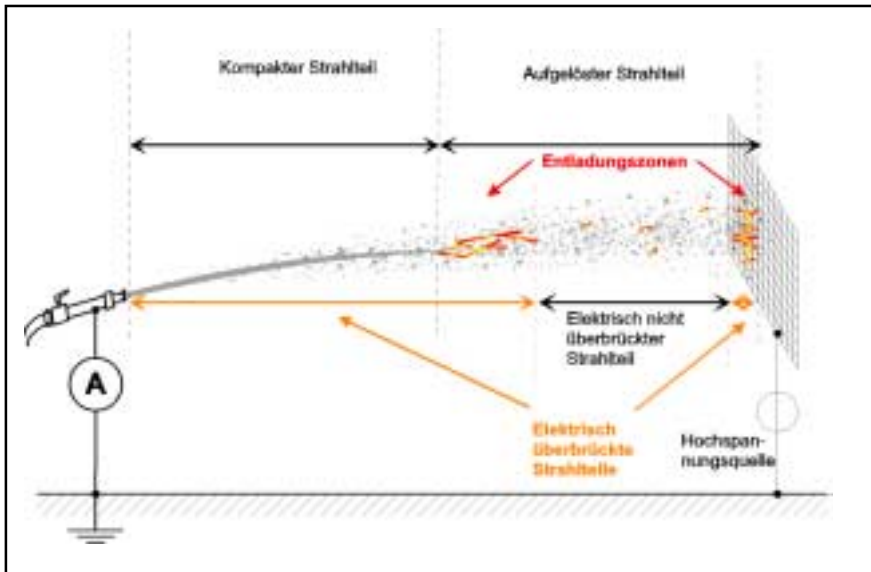 Kompakter Strahlteil
Aufgelöster Strahlteil
Entladungszonen
Elektrisch nicht
überbrückter
Strahlteil
A
Elektrisch
überbrückte
Strahlteile
Hochspan-
nungsquelle